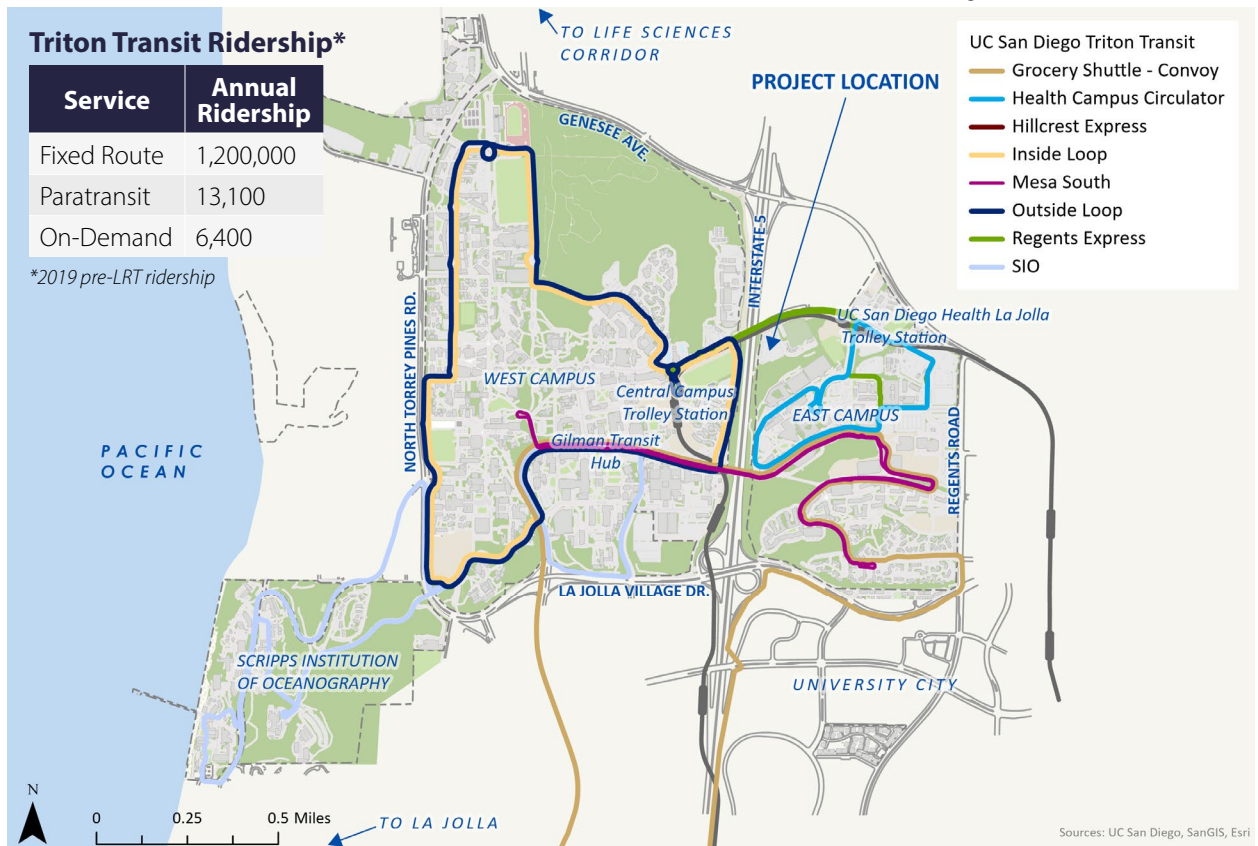 Triton Transit Ridership*
Service
Annual
Ridership
Fixed Route 1,200,000
Paratransit 13,100
On-Demand 6,400
*2019 pre-LRT ridership
TO LIFE SCIENCES
CORRIDOR
PROJECT LOCATION
GENESEE AVE.
INTERSTATE-5
NORTH TORREY PINES RD.
UC San Diego Health La Jolla
Trolley Station
WEST CAMPUS
Central Campus
Trolley Station
EAST CAMPUS
Gilman Transit
Hub
REGENTS ROAD
PACIFIC
OCEAN
LA JOLLA VILLAGE DR.
SCRIPPS INSTITUTION
OF OCEANOGRAPHY
UNIVERSITY CITY
TO LA JOLLA
UC San Diego Triton Transit
Grocery Shuttle - Convoy
Health Campus Circulator
Hillcrest Express
Inside Loop
Mesa South
Outside Loop
Regents Express
SIO
N
0 0.25 0.5 Miles
Sources: UC San Diego, SanGIS, Esri